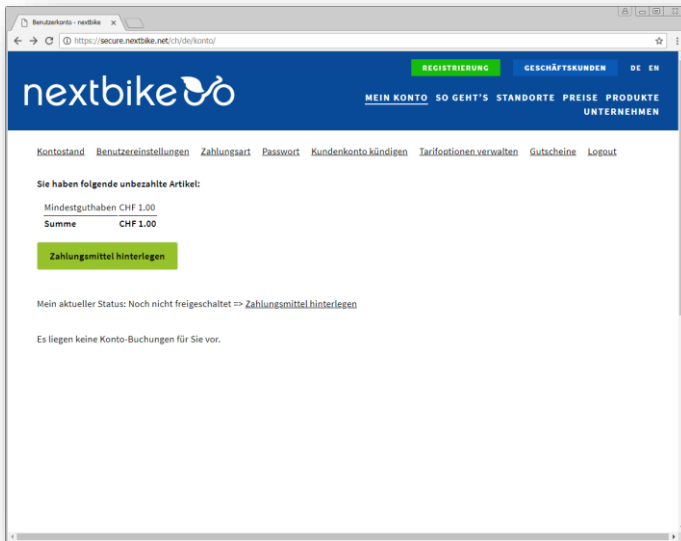 Benutzerkonto - nextbike
https://secure.nextbike.net/ch/de/konto/
REGISTRIERUNG GESCHÄFTSKUNDEN DE EN
nextbike
MEIN KONTO SO GEHT'S STANDORTE PREISE PRODUKTE
UNTERNEHMEN
Kontostand Benutzereinstellungen Zahlungsart Passwort Kundenkonto kündigen Tarifoptionen verwalten Gutscheine Logout
Sie haben folgende unbezahlte Artikel:
Mindestguthaben CHF 1.00
Summe CHF 1.00
Zahlungsmittel hinterlegen
Mein aktueller Status: Noch nicht freigeschaltet => Zahlungsmittel hinterlegen
Es liegen keine Konto-Buchungen für Sie vor.